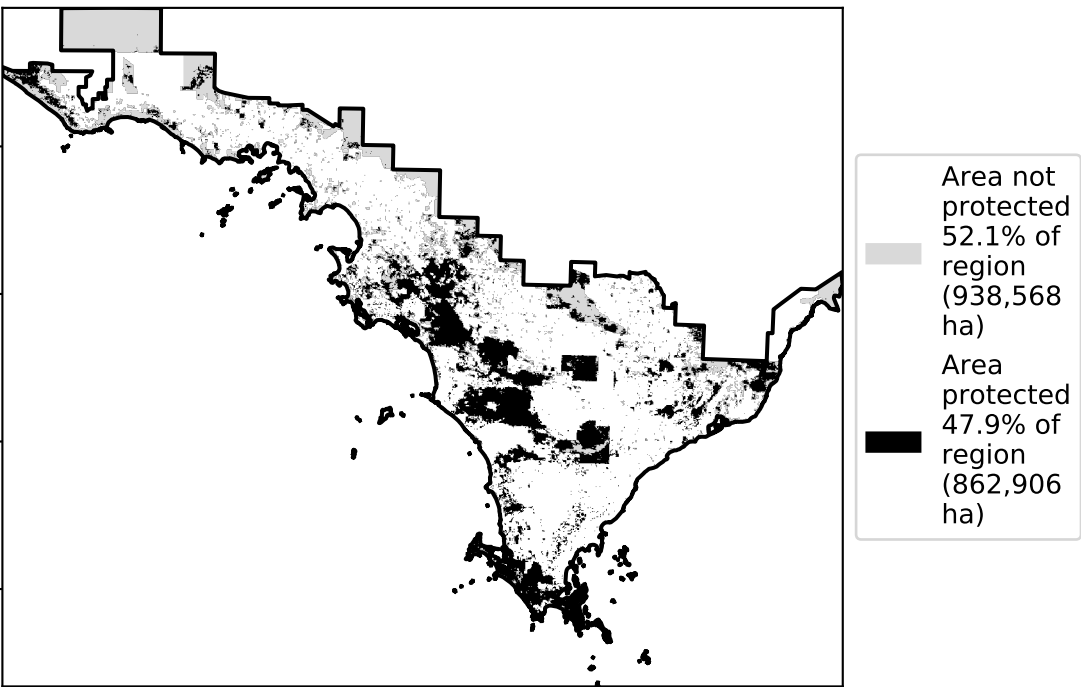 Area not
protected
52.1% of
region
(938,568
ha)
Area
protected
47.9% of
region
(862,906
ha)